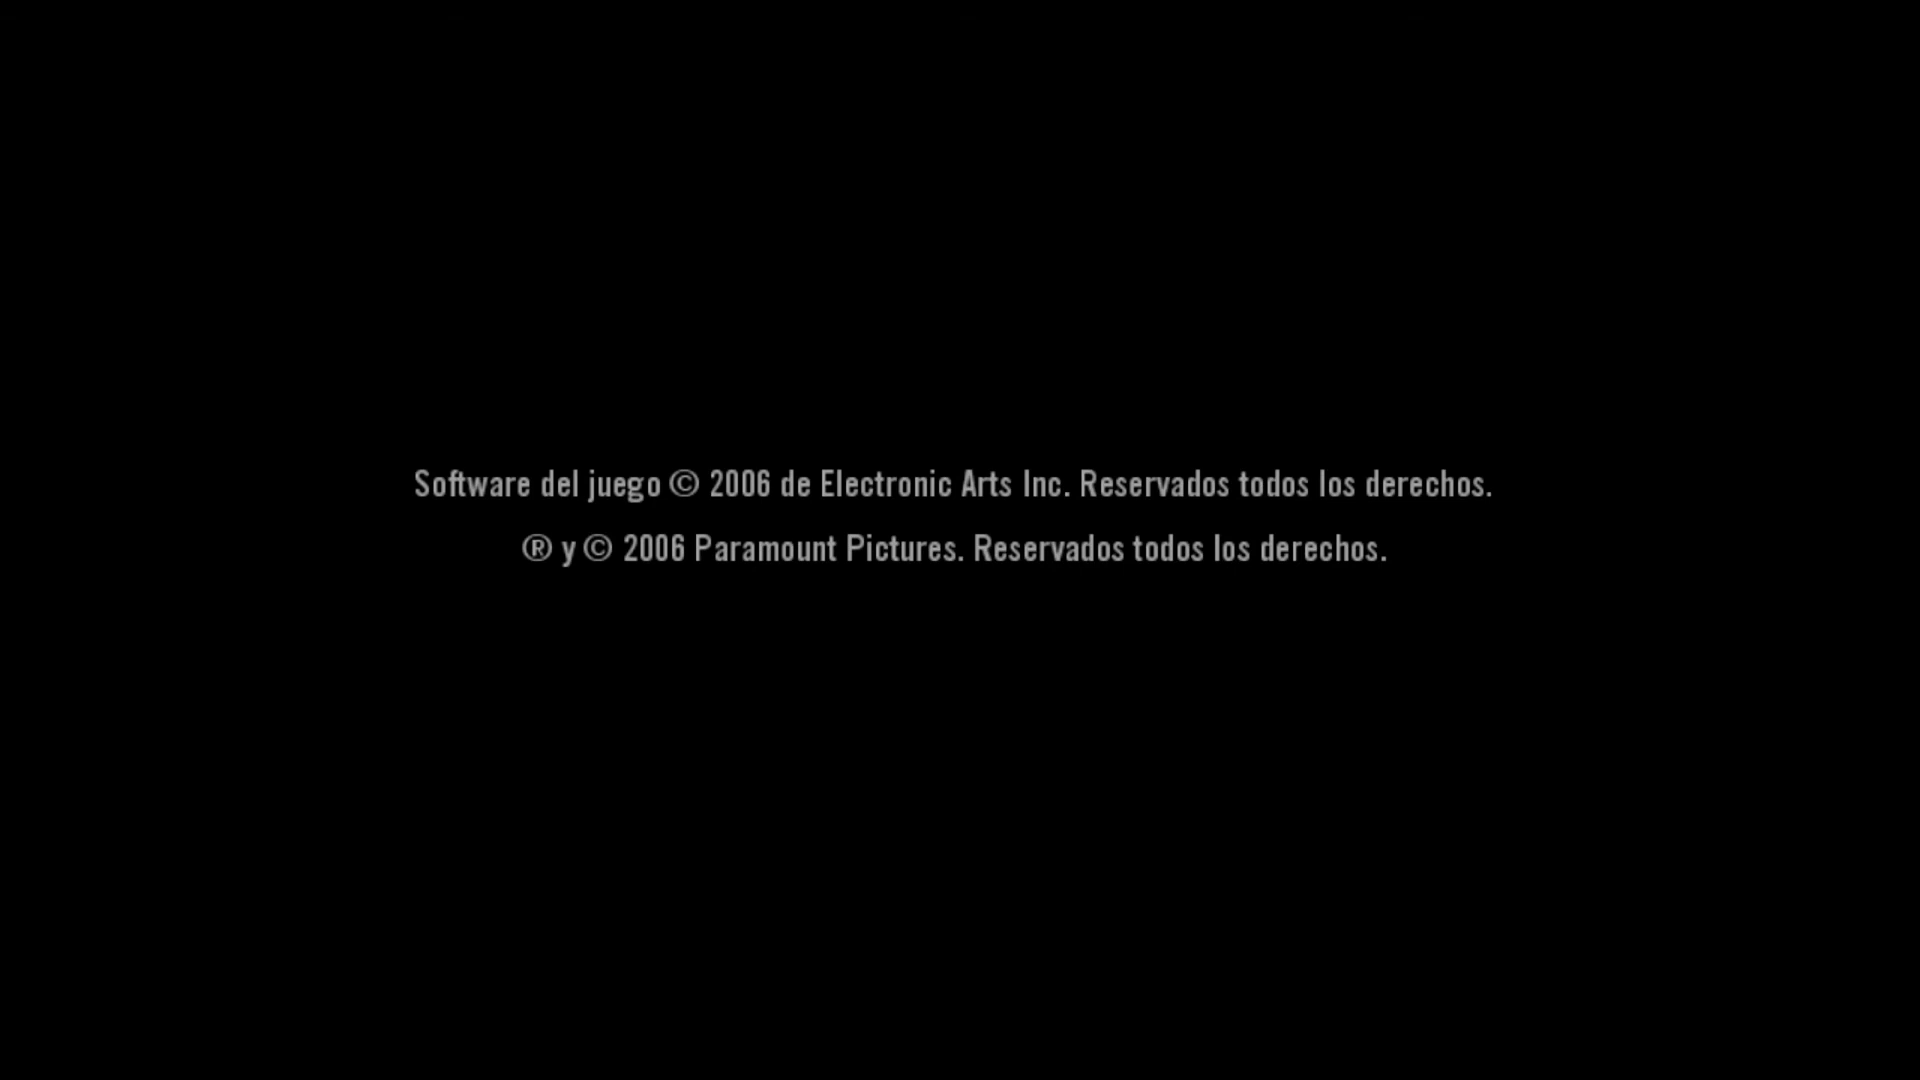 Software del juego © 2006 de Electronic Arts Inc. Reservados todos los derechos.
® y © 2006 Paramount Pictures. Reservados todos los derechos.